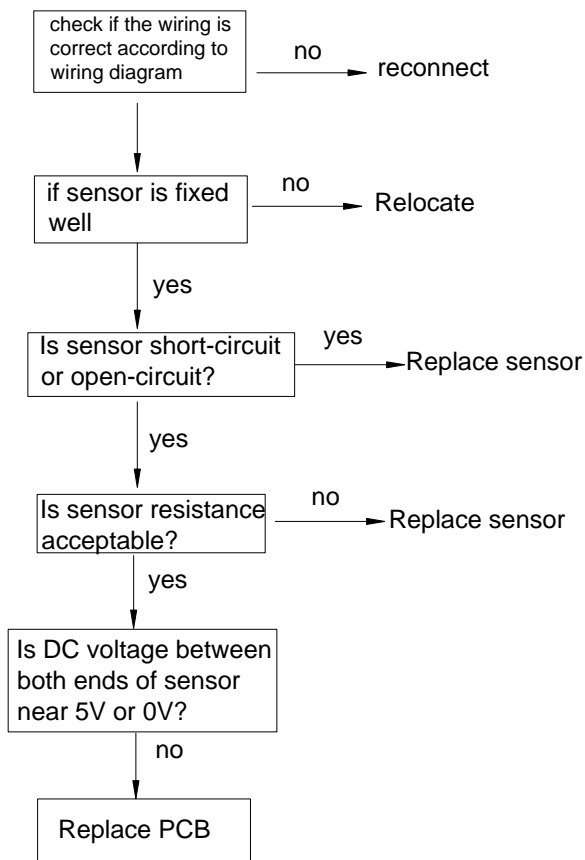 check if the wiring is
correct according to
wiring diagram
no
reconnect
if sensor is fixed
well
no
Relocate
yes
Is sensor short-circuit
or open-circuit?
yes
Replace sensor
yes
Is sensor resistance
acceptable?
no
Replace sensor
yes
Is DC voltage between
both ends of sensor
near 5V or 0V?
no
Replace PCB